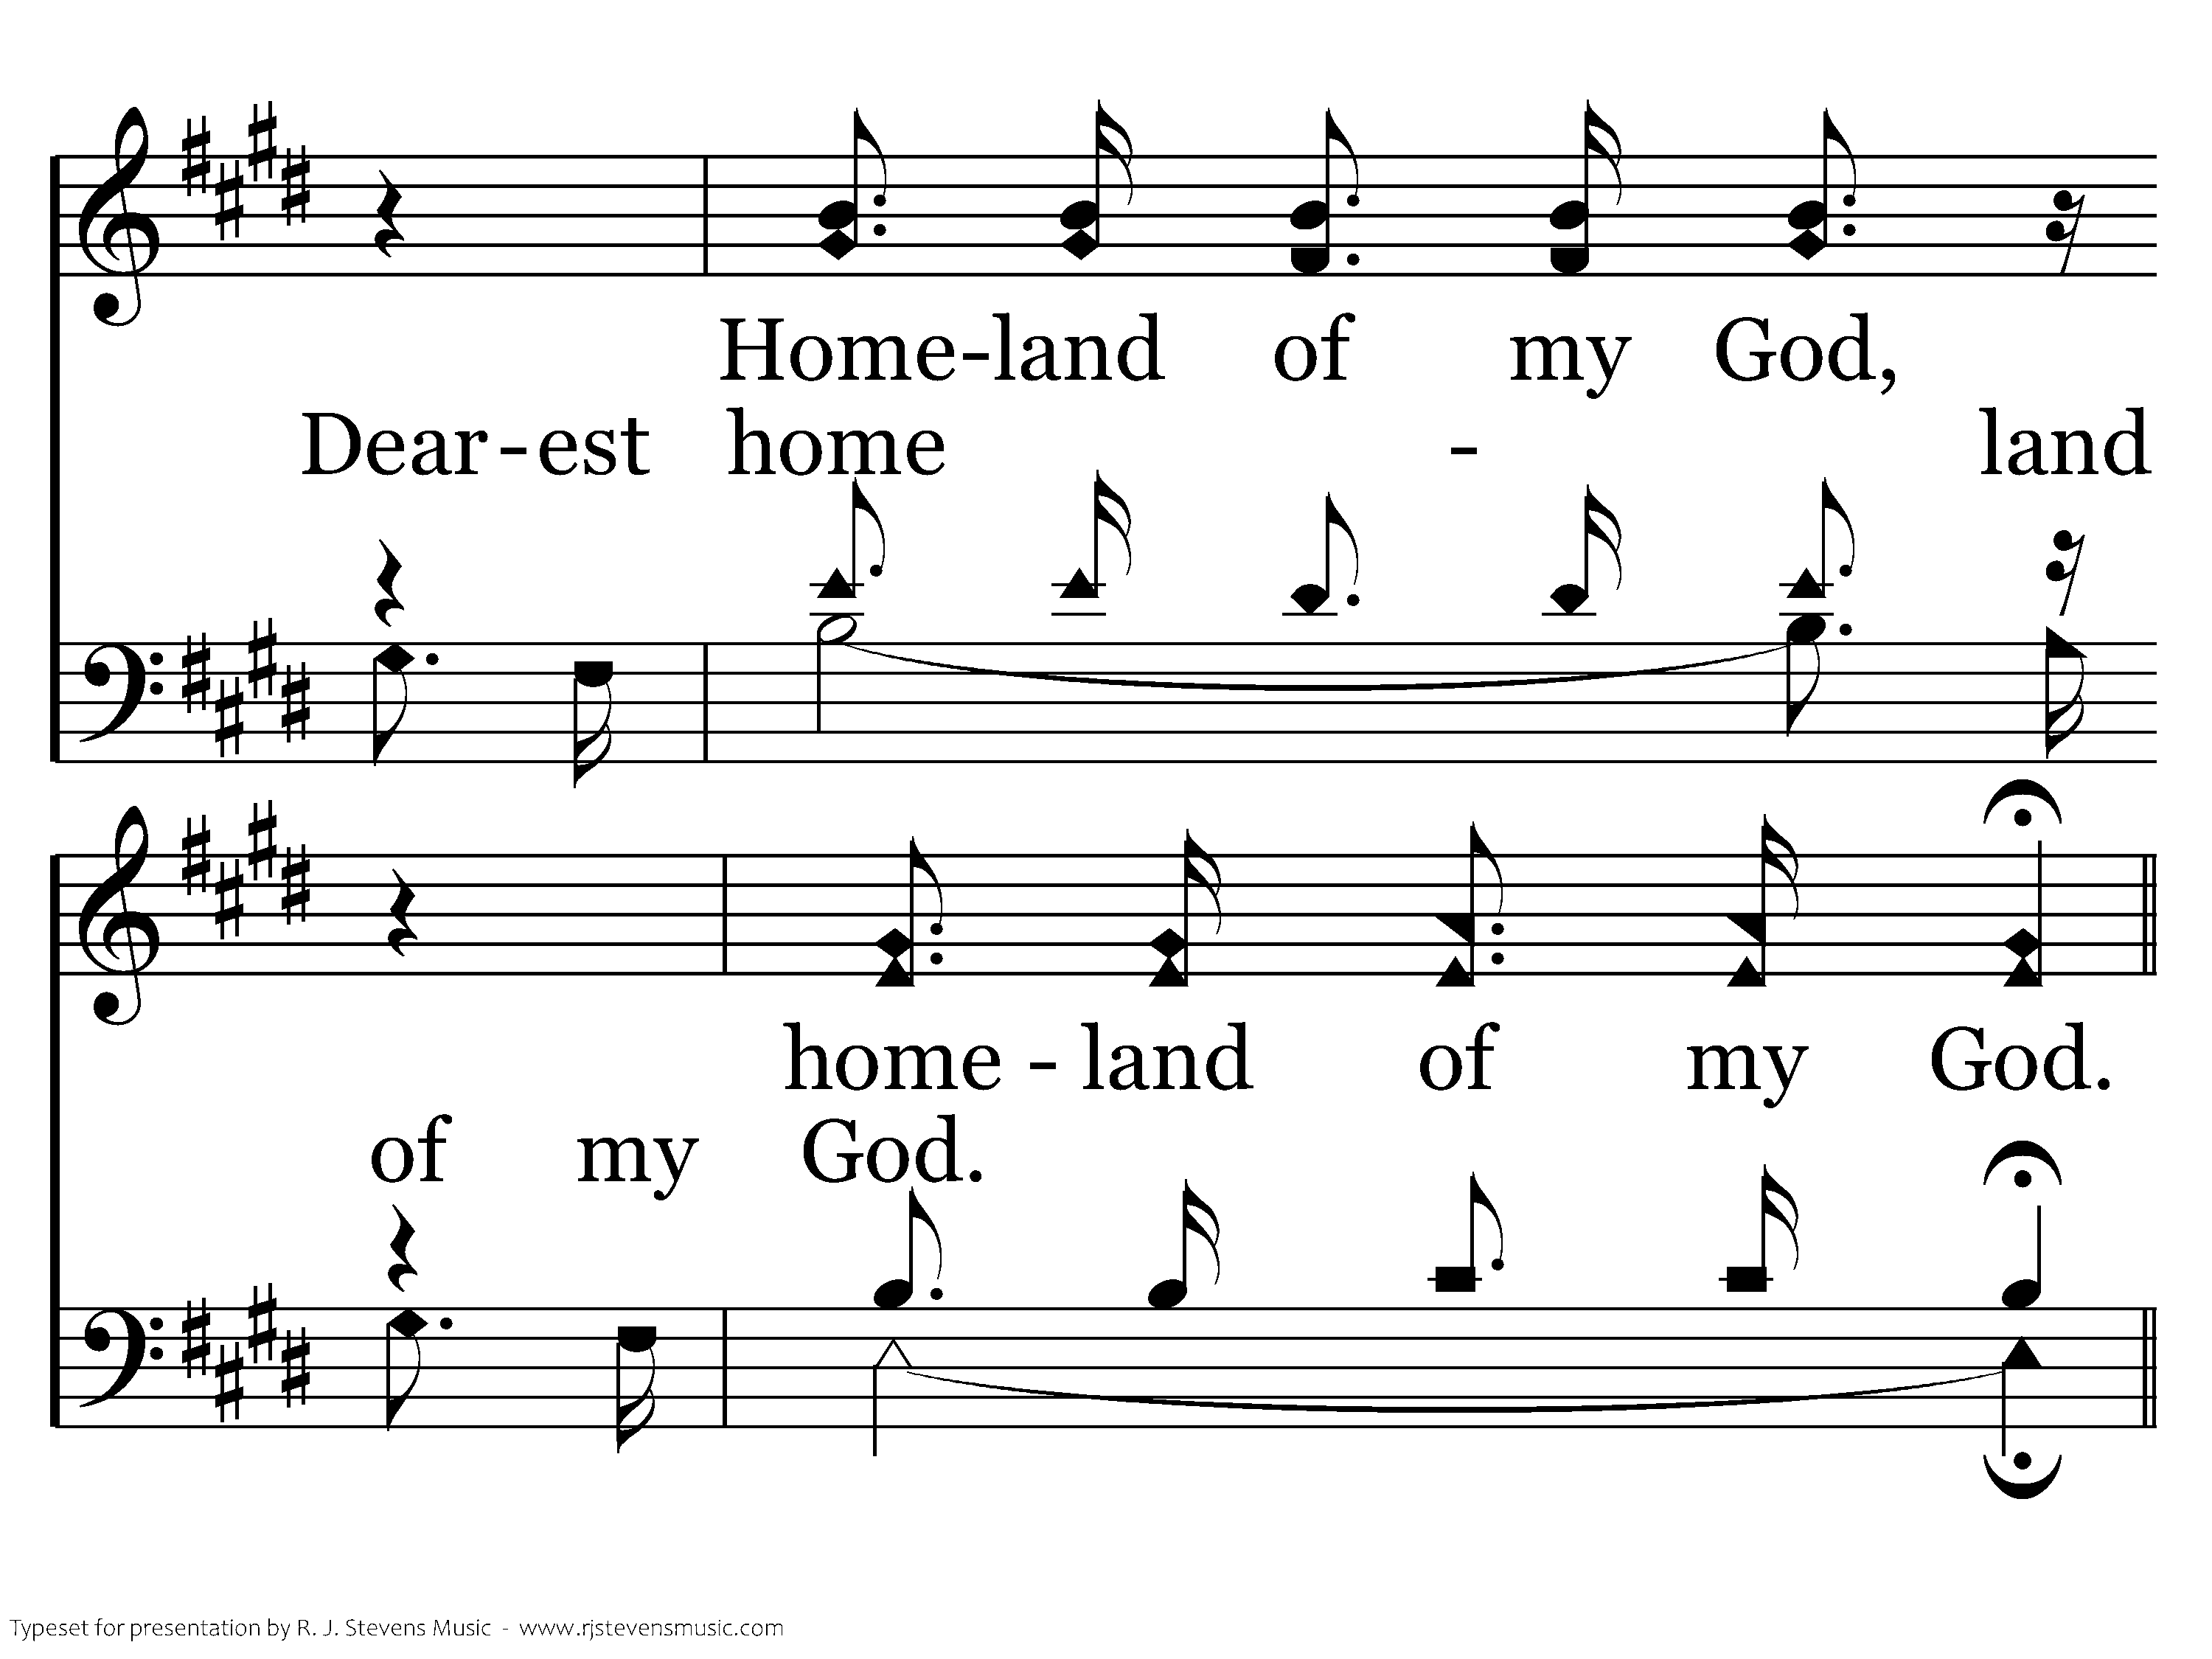 Home-land of my God,
Dear-est home - land
home - land of my God.
of my God.
Typeset for presentation by R. J. Stevens Music - www.rjstevensmusic.com